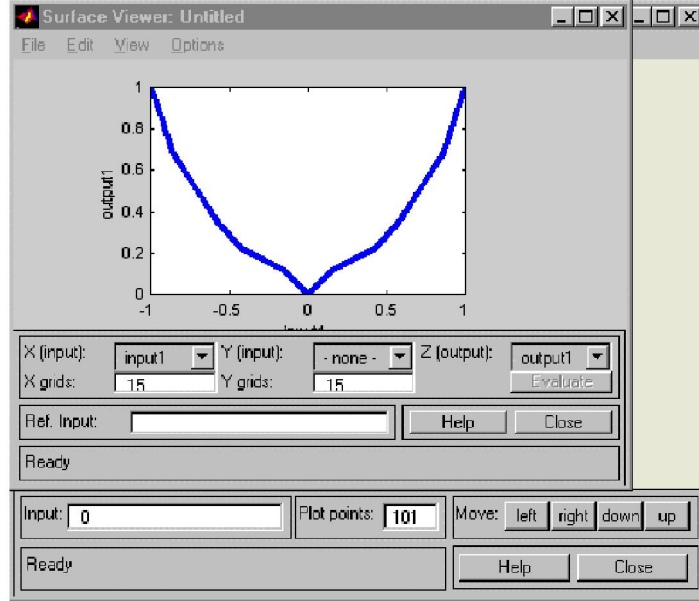 Surface Viewer: Untitled
File Edit View Options
1
0.8
0.6
0.4
0.2
0
output1
-1 -0.5 0 0.5 1
X (input): input1 Y (input): - none - Z (output): output1
X grids: 15 Y grids: 15 Evaluate
Ref. Input: Help Close
Ready
Input: 0 Plot points: 101 Move: left right down up
Ready Help Close